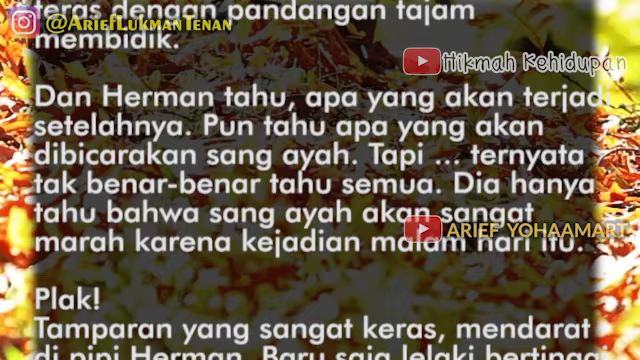 teras dengan pandangan tajam
@AriefLukmanTenan
membidik.
Hikmah Kehidupan
Dan Herman tahu, apa yang akan terjadi
setelahnya. Pun tahu apa yang akan
dibicarakan sang ayah. Tapi ... ternyata
tak benar-benar tahu semua. Dia hanya
tahu bahwa sang ayah akan sangat
marah karena kejadian malam hari itu.
ARIEF YOHAAMART
Plak!
Tamparan yang sangat keras, mendarat
di pipi Herman. Baru saja lelaki bertinggi